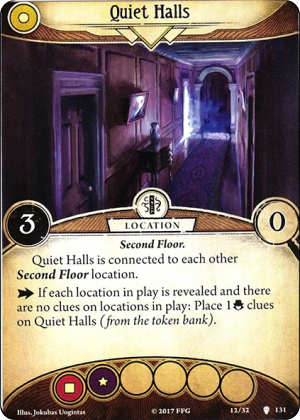 Quiet Halls
3
LOCATION
0
Second Floor.
Quiet Halls is connected to each other
Second Floor location.
If each location in play is revealed and there
are no clues on locations in play: Place 1 clues
on Quiet Halls (from the token bank).
Illus. Jokubas Uogintas
© 2017 FFG
12/32
131